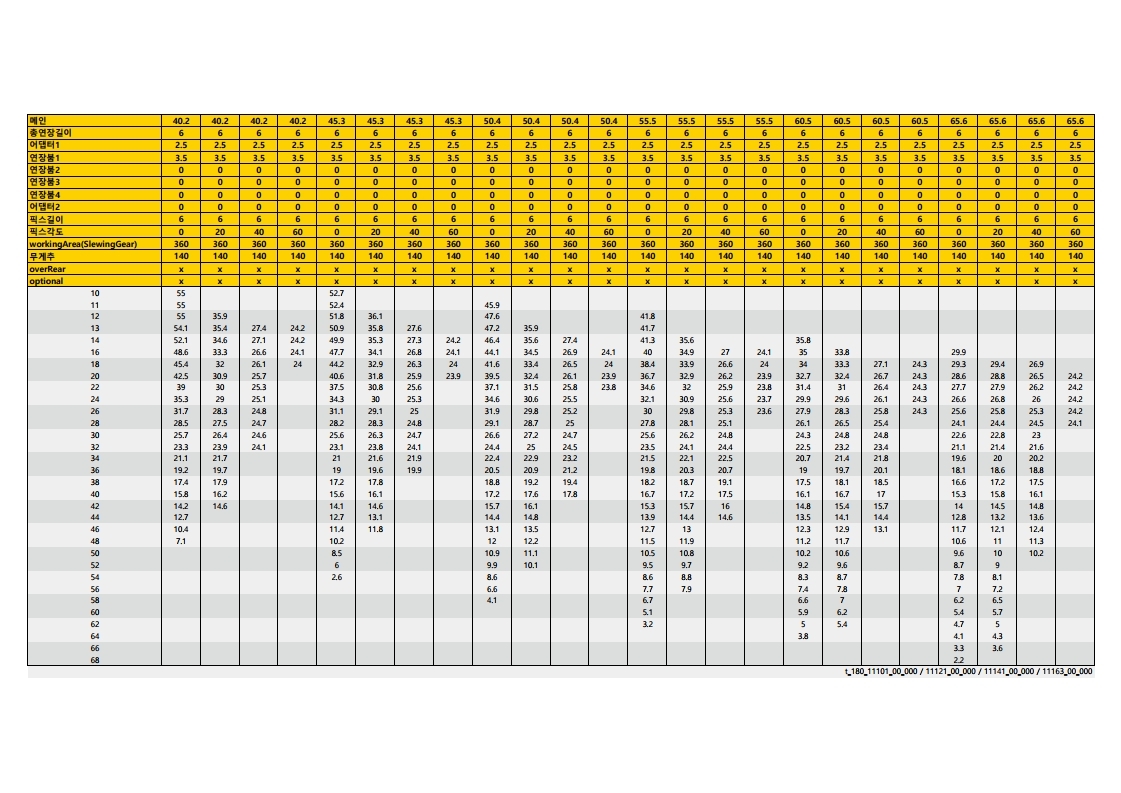 메인 40.2 40.2 40.2 40.2 45.3 45.3 45.3 45.3 50.4 50.4 50.4 50.4 55.5 55.5 55.5 55.5 60.5 60.5 60.5 60.5 65.6 65.6 65.6 65.6
총연장길이 6 6 6 6 6 6 6 6 6 6 6 6 6 6 6 6 6 6 6 6 6 6 6 6
어댑터1 2.5 2.5 2.5 2.5 2.5 2.5 2.5 2.5 2.5 2.5 2.5 2.5 2.5 2.5 2.5 2.5 2.5 2.5 2.5 2.5 2.5 2.5 2.5 2.5
연장붐1 3.5 3.5 3.5 3.5 3.5 3.5 3.5 3.5 3.5 3.5 3.5 3.5 3.5 3.5 3.5 3.5 3.5 3.5 3.5 3.5 3.5 3.5 3.5 3.5
연장붐2 0 0 0 0 0 0 0 0 0 0 0 0 0 0 0 0 0 0 0 0 0 0 0 0
연장붐3 0 0 0 0 0 0 0 0 0 0 0 0 0 0 0 0 0 0 0 0 0 0 0 0
연장붐4 0 0 0 0 0 0 0 0 0 0 0 0 0 0 0 0 0 0 0 0 0 0 0 0
어댑터2 0 0 0 0 0 0 0 0 0 0 0 0 0 0 0 0 0 0 0 0 0 0 0 0
픽스길이 6 6 6 6 6 6 6 6 6 6 6 6 6 6 6 6 6 6 6 6 6 6 6 6
픽스각도 0 20 40 60 0 20 40 60 0 20 40 60 0 20 40 60 0 20 40 60 0 20 40 60
workingArea(SlewingGear) 360 360 360 360 360 360 360 360 360 360 360 360 360 360 360 360 360 360 360 360 360 360 360 360
무게추 140 140 140 140 140 140 140 140 140 140 140 140 140 140 140 140 140 140 140 140 140 140 140 140
overRear x x x x x x x x x x x x x x x x x x x x x x x x
optional x x x x x x x x x x x x x x x x x x x x x x x x
10 55 52.7
11 55 52.4 45.9
12 55 35.9 51.8 36.1 47.6 41.8
13 54.1 35.4 27.4 24.2 50.9 35.8 27.6 47.2 35.9 41.7
14 52.1 34.6 27.1 24.2 49.9 35.3 27.3 24.2 46.4 35.6 27.4 41.3 35.6 35.8
16 48.6 33.3 26.6 24.1 47.7 34.1 26.8 24.1 44.1 34.5 26.9 24.1 40 34.9 27 24.1 35 33.8 29.9
18 45.4 32 26.1 24 44.2 32.9 26.3 24 41.6 33.4 26.5 24 38.4 33.9 26.6 24 34 33.3 27.1 24.3 29.3 29.4 26.9
20 42.5 30.9 25.7 40.6 31.8 25.9 23.9 39.5 32.4 26.1 23.9 36.7 32.9 26.2 23.9 32.7 32.4 26.7 24.3 28.6 28.8 26.5 24.2
22 39 30 25.3 37.5 30.8 25.6 37.1 31.5 25.8 23.8 34.6 32 25.9 23.8 31.4 31 26.4 24.3 27.7 27.9 26.2 24.2
24 35.3 29 25.1 34.3 30 25.3 34.6 30.6 25.5 32.1 30.9 25.6 23.7 29.9 29.6 26.1 24.3 26.6 26.8 26 24.2
26 31.7 28.3 24.8 31.1 29.1 25 31.9 29.8 25.2 30 29.8 25.3 23.6 27.9 28.3 25.8 24.3 25.6 25.8 25.3 24.2
28 28.5 27.5 24.7 28.2 28.3 24.8 29.1 28.7 25 27.8 28.1 25.1 26.1 26.5 25.4 24.1 24.4 24.5 24.1
30 25.7 26.4 24.6 25.6 26.3 24.7 26.6 27.2 24.7 25.6 26.2 24.8 24.3 24.8 24.8 22.6 22.8 23
32 23.3 23.9 24.1 23.1 23.8 24.1 24.4 25 24.5 23.5 24.1 24.4 22.5 23.2 23.4 21.1 21.4 21.6
34 21.1 21.7 21 21.6 21.9 22.4 22.9 23.2 21.5 22.1 22.5 20.7 21.4 21.8 19.6 20 20.2
36 19.2 19.7 19 19.6 19.9 20.5 20.9 21.2 19.8 20.3 20.7 19 19.7 20.1 18.1 18.6 18.8
38 17.4 17.9 17.2 17.8 18.8 19.2 19.4 18.2 18.7 19.1 17.5 18.1 18.5 16.6 17.2 17.5
40 15.8 16.2 15.6 16.1 17.2 17.6 17.8 16.7 17.2 17.5 16.1 16.7 17 15.3 15.8 16.1
42 14.2 14.6 14.1 14.6 15.7 16.1 15.3 15.7 16 14.8 15.4 15.7 14 14.5 14.8
44 12.7 12.7 13.1 14.4 14.8 13.9 14.4 14.6 13.5 14.1 14.4 12.8 13.2 13.6
46 10.4 11.4 11.8 13.1 13.5 12.7 13 12.3 12.9 13.1 11.7 12.1 12.4
48 7.1 10.2 12 12.2 11.5 11.9 11.2 11.7 10.6 11 11.3
50 8.5 10.9 11.1 10.5 10.8 10.2 10.6 9.6 10 10.2
52 6 9.9 10.1 9.5 9.7 9.2 9.6 8.7 9
54 2.6 8.6 8.6 8.8 8.3 8.7 7.8 8.1
56 6.6 7.7 7.9 7.4 7.8 7 7.2
58 4.1 6.7 6.6 7 6.2 6.5
60 5.1 5.9 6.2 5.4 5.7
62 3.2 5 5.4 4.7 5
64 3.8 4.1 4.3
66 3.3 3.6
68 2.2
t_180_11101_00_000 / 11121_00_000 / 11141_00_000 / 11163_00_000